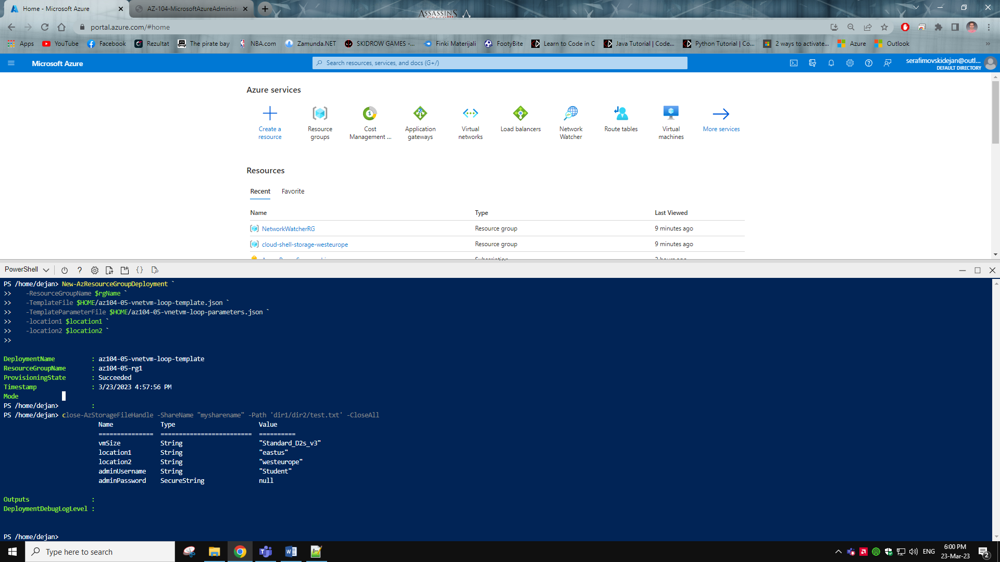 Home - Microsoft Azure
AZ-104-MicrosoftAzureAdminist
ASSASSINS
portal.azure.com/#home
Apps
YouTube
Facebook
Rezultat
The pirate bay
NBA.com
Zamunda.NET
SKIDROW GAMES -...
Finki Materijali
FootyBite
Learn to Code in C
Java Tutorial | Code...
Python Tutorial | Co...
2 ways to activate...
Azure
Outlook
»
Microsoft Azure
Search resources, services, and docs (G+/)
serafimovskidejan@outl...
DEFAULT DIRECTORY
Azure services
Create a
resource
Resource
groups
Cost
Management ...
Application
gateways
Virtual
networks
Load balancers
Network
Watcher
Route tables
Virtual
machines
More services
Resources
Recent
Favorite
Name Type Last Viewed
NetworkWatcherRG Resource group 9 minutes ago
cloud-shell-storage-westeurope Resource group 9 minutes ago
PowerShell
?
{}
PS /home/dejan> New-AzResourceGroupDeployment `
>> -ResourceGroupName $rgName `
>> -TemplateFile $HOME/az104-05-vnetvm-loop-template.json `
>> -TemplateParameterFile $HOME/az104-05-vnetvm-loop-parameters.json `
>> -location1 $location1 `
>> -location2 $location2 `
>>
DeploymentName : az104-05-vnetvm-loop-template
ResourceGroupName : az104-05-rg1
ProvisioningState : Succeeded
Timestamp : 3/23/2023 4:57:56 PM
Mode
PS /home/dejan> :
PS /home/dejan> close-AzStorageFileHandle -ShareName "mysharename" -Path 'dir1/dir2/test.txt' -CloseAll
Name Type Value
=============== ========================= ==========
vmSize String "Standard_D2s_v3"
location1 String "eastus"
location2 String "westeurope"
adminUsername String "Student"
adminPassword SecureString null
Outputs :
DeploymentDebugLogLevel :
PS /home/dejan>
Type here to search
ENG
6:00 PM
23-Mar-23
2